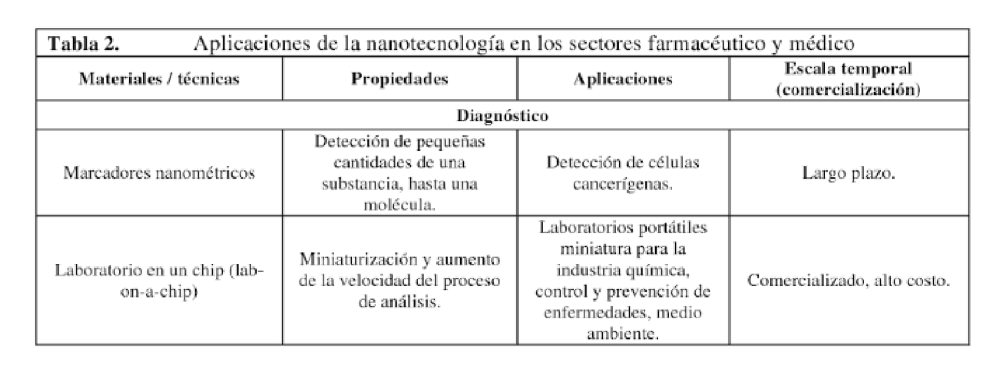 Tabla 2. Aplicaciones de la nanotecnología en los sectores farmacéutico y médico
Materiales / técnicas
Propiedades
Aplicaciones
Escala temporal
(comercialización)
Diagnóstico
Marcadores nanométricos
Detección de pequeñas
cantidades de una
substancia, hasta una
molécula.
Detección de células
cancerígenas.
Largo plazo.
Laboratorio en un chip (lab-
on-a-chip)
Miniaturización y aumento
de la velocidad del proceso
de análisis.
Laboratorios portátiles
miniatura para la
industria química,
control y prevención de
enfermedades, medio
ambiente.
Comercializado, alto costo.